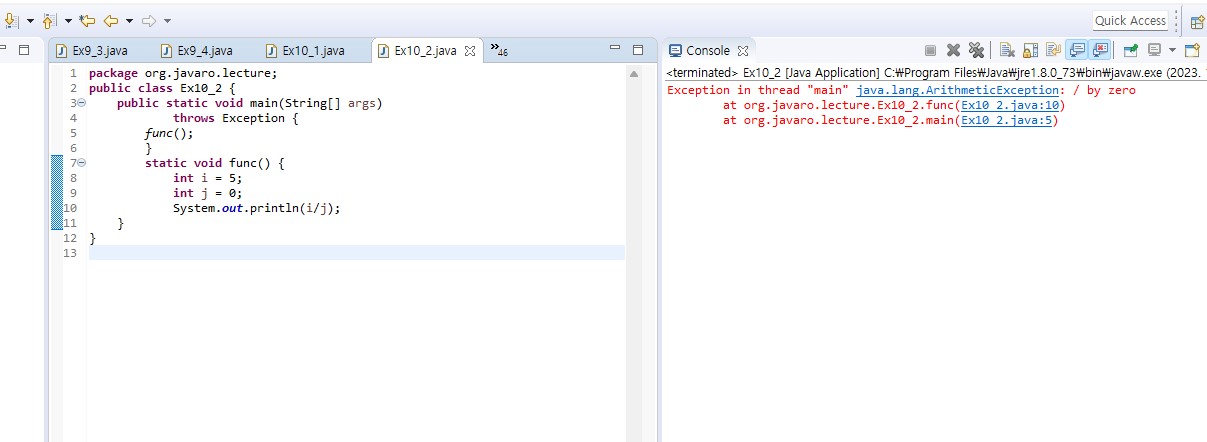 Quick Access
Ex9_3.java Ex9_4.java Ex10_1.java Ex10_2.java »46
1 package org.javaro.lecture;
2 public class Ex10_2 {
3 public static void main(String[] args)
4 throws Exception {
5 func();
6 }
7 static void func() {
8 int i = 5;
9 int j = 0;
10 System.out.println(i/j);
11 }
12 }
13
Console
<terminated> Ex10_2 [Java Application] C:₩Program Files₩Java₩jre1.8.0_73₩bin₩javaw.exe (2023.
Exception in thread "main" java.lang.ArithmeticException: / by zero
at org.javaro.lecture.Ex10_2.func(Ex10_2.java:10)
at org.javaro.lecture.Ex10_2.main(Ex10_2.java:5)